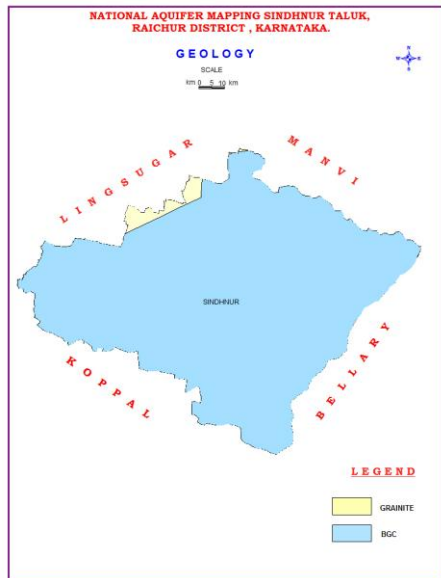 NATIONAL AQUIFER MAPPING SINDHNUR TALUK,
RAICHUR DISTRICT , KARNATAKA.
GEOLOGY
SCALE
km 0 5 10 km
N
W E
S
LINGSUGAR
MANVI
SINDHNUR
KOPPAL
BELLARY
LEGEND
GRAINITE
BGC